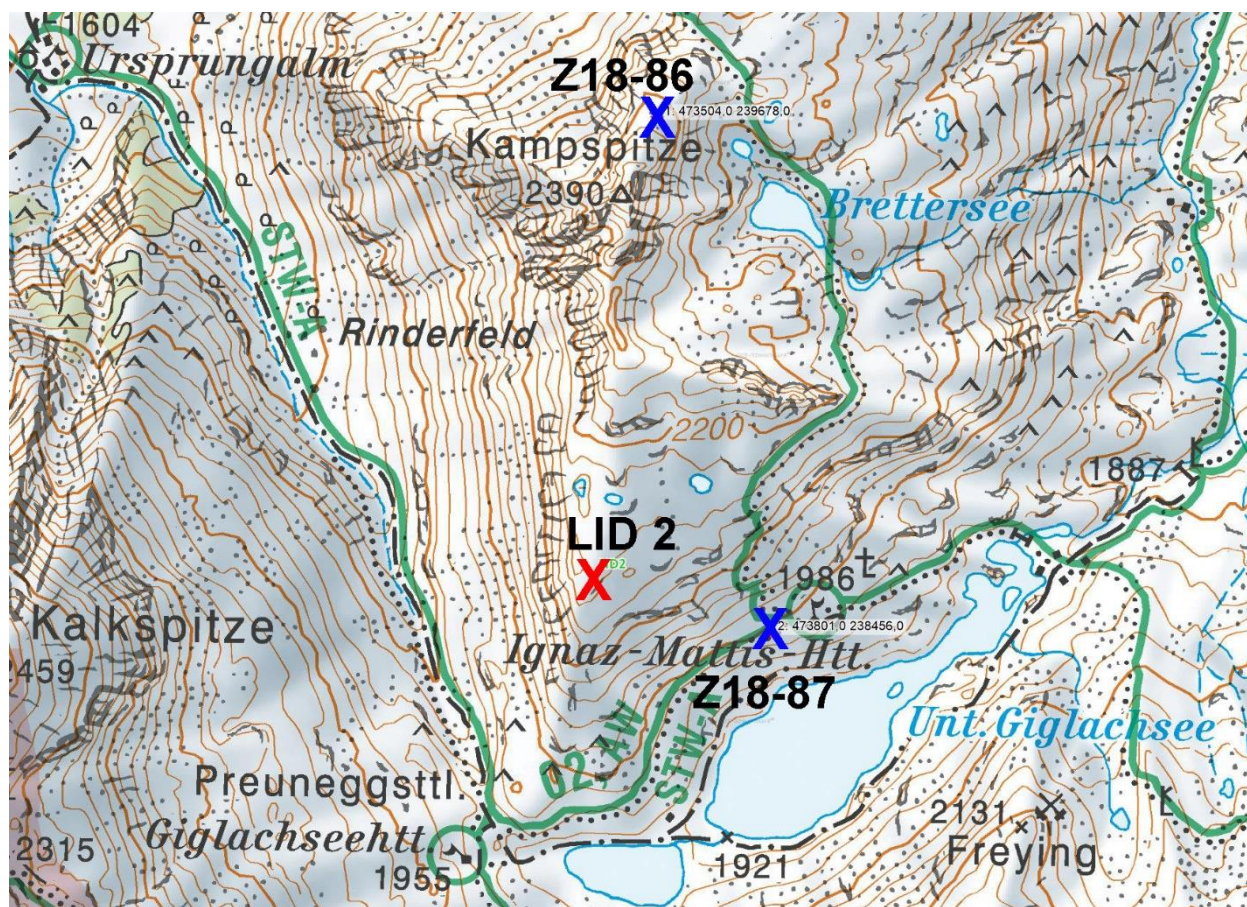 1604
Ursprungalm
Z18-86
1: 473504,0 239678,0
Kampspitze
2390
Brettersee
STW-A
Rinderfeld
2200
1887
LID 2
D2
1986
2: 473801,0 238456,0
Kalkspitze
2459
Ignaz-Mattis-Htt.
Z18-87
Unt. Giglachsee
02, AW
STW-
Preuneggsttl.
Giglachseehtt.
2131
Freying
2315
1955
1921